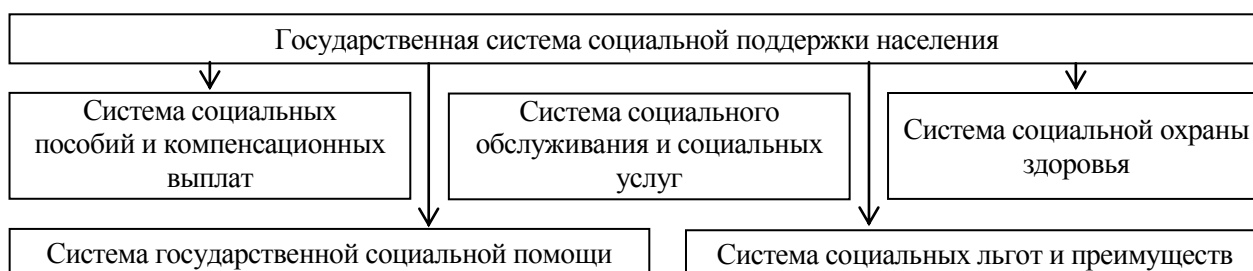 Государственная система социальной поддержки населения
Система социальных
пособий и компенсационных
выплат
Система социального
обслуживания и социальных
услуг
Система социальной охраны
здоровья
Система государственной социальной помощи
Система социальных льгот и преимуществ